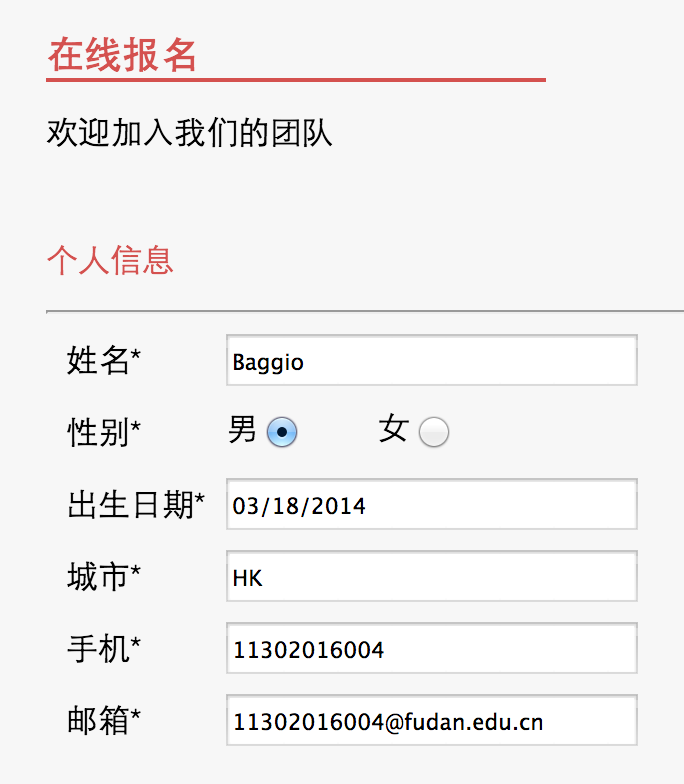 在线报名
欢迎加入我们的团队
个人信息
姓名* Baggio
性别* 男 女
出生日期* 03/18/2014
城市* HK
手机* 11302016004
邮箱* 11302016004@fudan.edu.cn